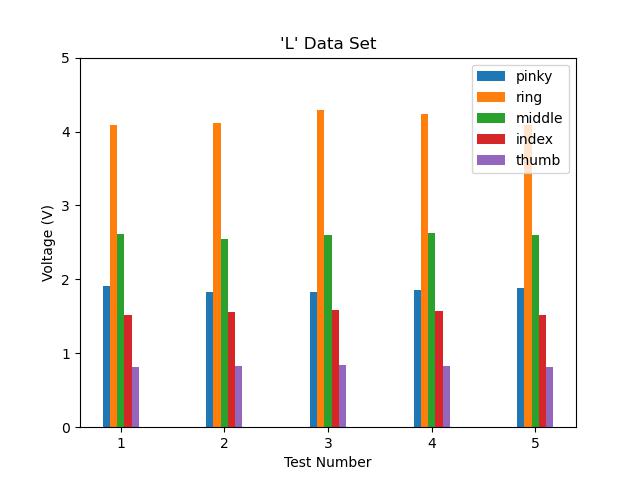 'L' Data Set
5
4
3
2
1
0
Voltage (V)
pinky
ring
middle
index
thumb
1 2 3 4 5
Test Number